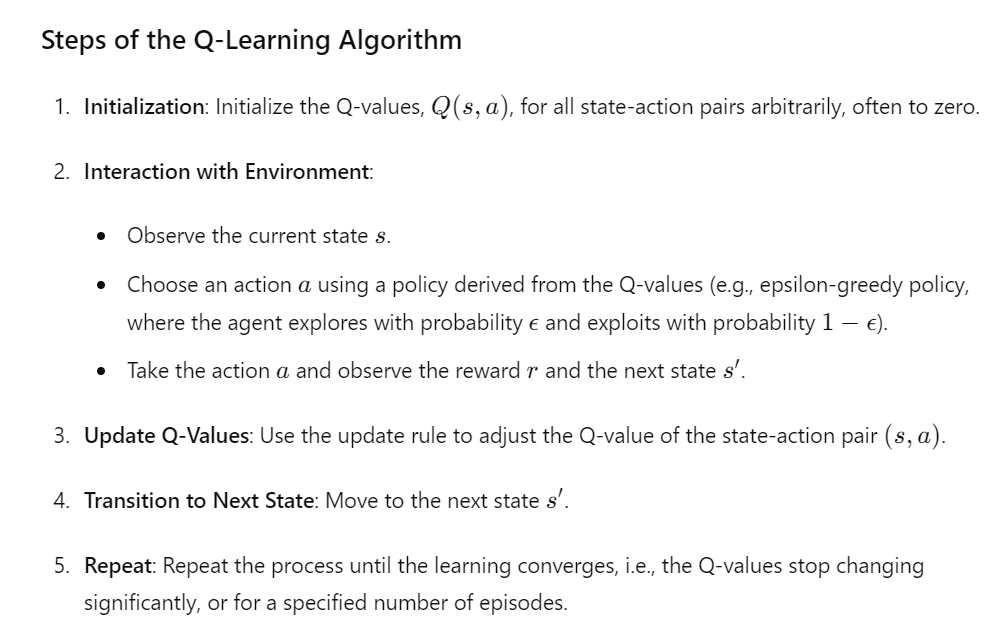 Steps of the Q-Learning Algorithm
1. Initialization: Initialize the Q-values, Q(s, a), for all state-action pairs arbitrarily, often to zero.
2. Interaction with Environment:
• Observe the current state s.
• Choose an action a using a policy derived from the Q-values (e.g., epsilon-greedy policy,
where the agent explores with probability ϵ and exploits with probability 1 − ϵ).
• Take the action a and observe the reward r and the next state s′.
3. Update Q-Values: Use the update rule to adjust the Q-value of the state-action pair (s, a).
4. Transition to Next State: Move to the next state s′.
5. Repeat: Repeat the process until the learning converges, i.e., the Q-values stop changing
significantly, or for a specified number of episodes.